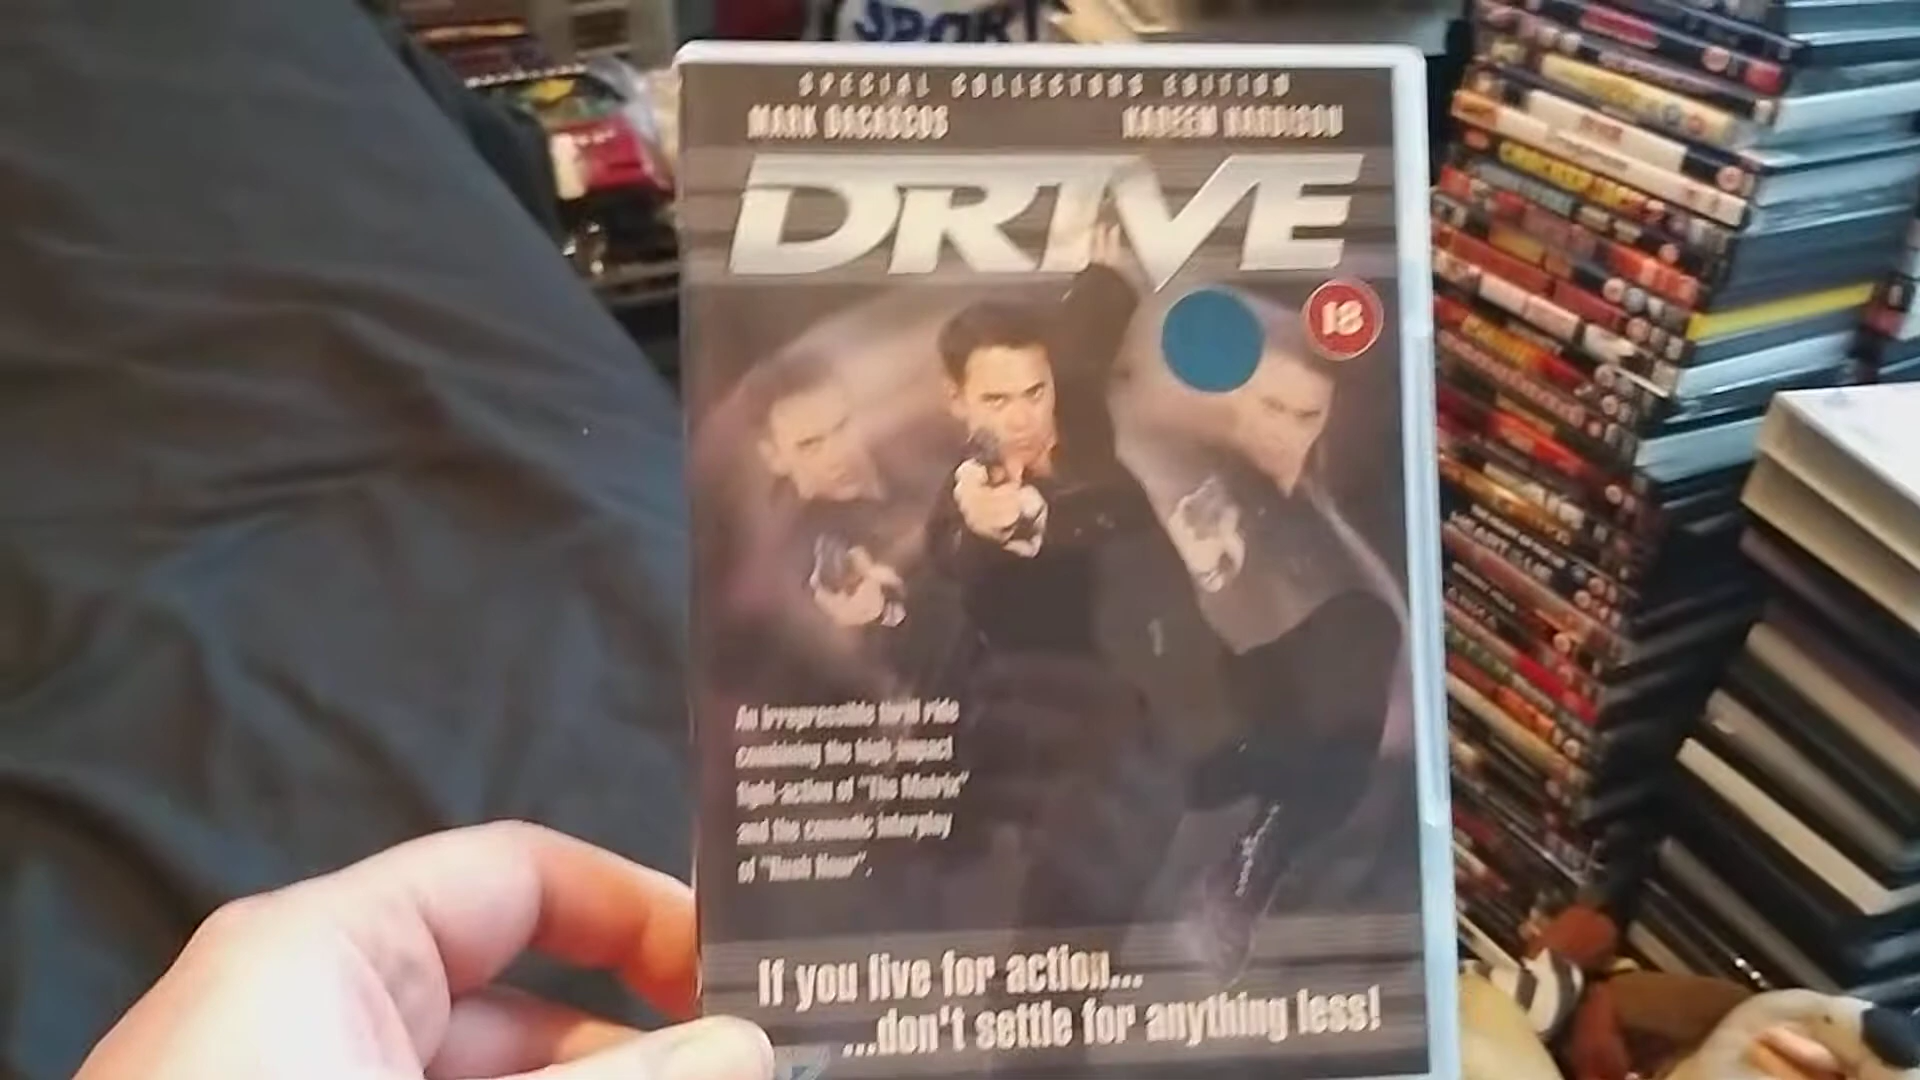 SPORT
SPECIAL COLLECTORS EDITION
MARK DACASCOS
KADEEM HARDISON
DRIVE
18
An irrepressible thrill ride
combining the high-impact
fight-action of "The Matrix"
and the comedic interplay
of "Rush Hour".
If you live for action...
...don't settle for anything less!